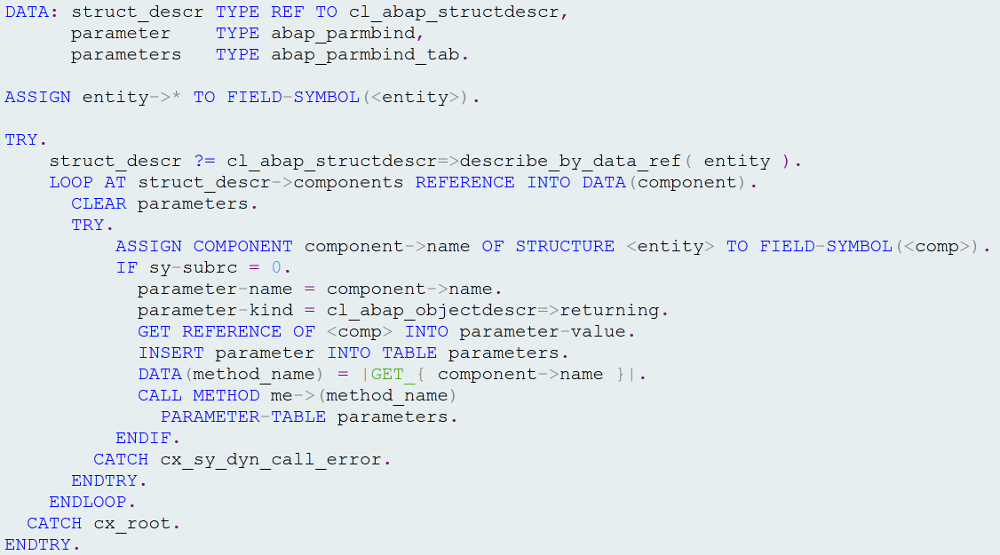 DATA: struct_descr TYPE REF TO cl_abap_structdescr,
      parameter    TYPE abap_parmbind,
      parameters   TYPE abap_parmbind_tab.

ASSIGN entity->* TO FIELD-SYMBOL(<entity>).

TRY.
    struct_descr ?= cl_abap_structdescr=>describe_by_data_ref( entity ).
    LOOP AT struct_descr->components REFERENCE INTO DATA(component).
      CLEAR parameters.
      TRY.
          ASSIGN COMPONENT component->name OF STRUCTURE <entity> TO FIELD-SYMBOL(<comp>).
          IF sy-subrc = 0.
            parameter-name = component->name.
            parameter-kind = cl_abap_objectdescr=>returning.
            GET REFERENCE OF <comp> INTO parameter-value.
            INSERT parameter INTO TABLE parameters.
            DATA(method_name) = |GET_{ component->name }|.
            CALL METHOD me->(method_name)
              PARAMETER-TABLE parameters.
          ENDIF.
        CATCH cx_sy_dyn_call_error.
      ENDTRY.
    ENDLOOP.
  CATCH cx_root.
ENDTRY.